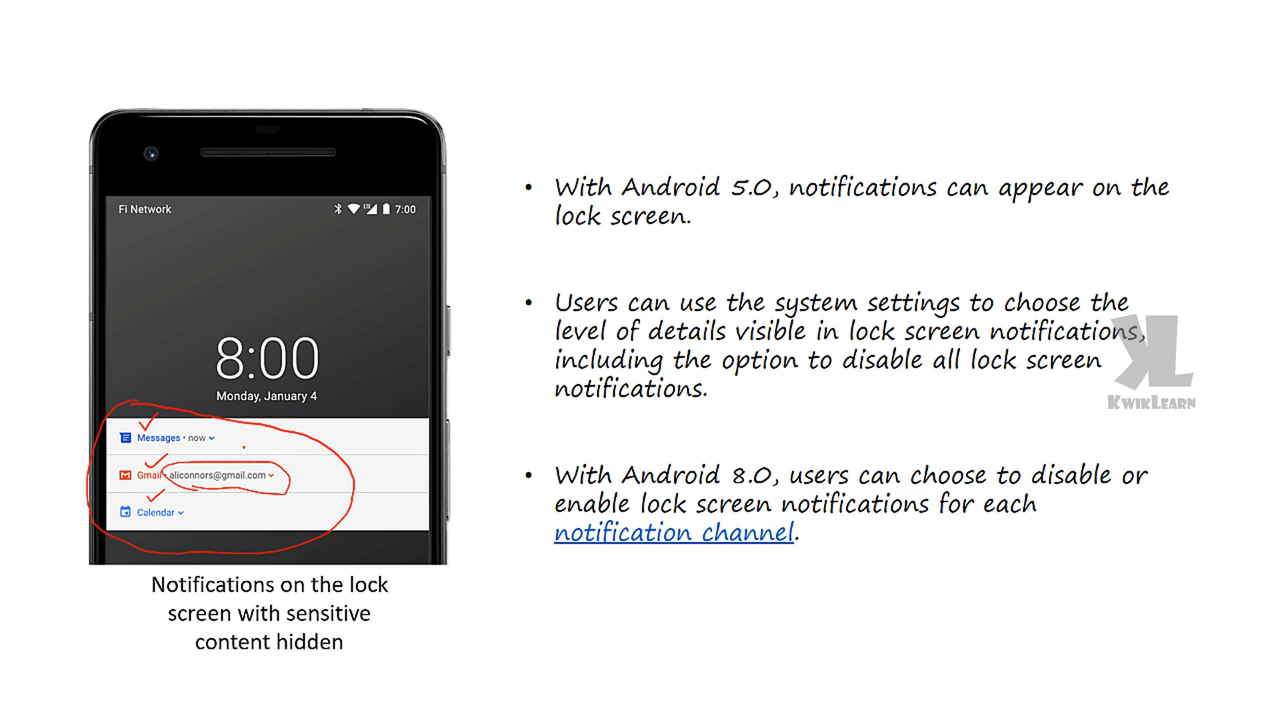 Fi Network
LTE
7:00
8:00
Monday, January 4
Messages • now
Gmail • aliconnors@gmail.com
Calendar
Notifications on the lock
screen with sensitive
content hidden
• With Android 5.0, notifications can appear on the
lock screen.
• Users can use the system settings to choose the
level of details visible in lock screen notifications,
including the option to disable all lock screen
notifications.
• With Android 8.0, users can choose to disable or
enable lock screen notifications for each
notification channel.
KL
KWIKLEARN